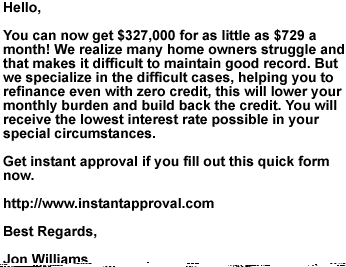 Hello,
You can now get $327,000 for as little as $729 a
month! We realize many home owners struggle and
that makes it difficult to maintain good record. But
we specialize in the difficult cases, helping you to
refinance even with zero credit, this will lower your
monthly burden and build back the credit. You will
receive the lowest interest rate possible in your
special circumstances.
Get instant approval if you fill out this quick form
now.
http://www.instantapproval.com
Best Regards,
Jon Williams